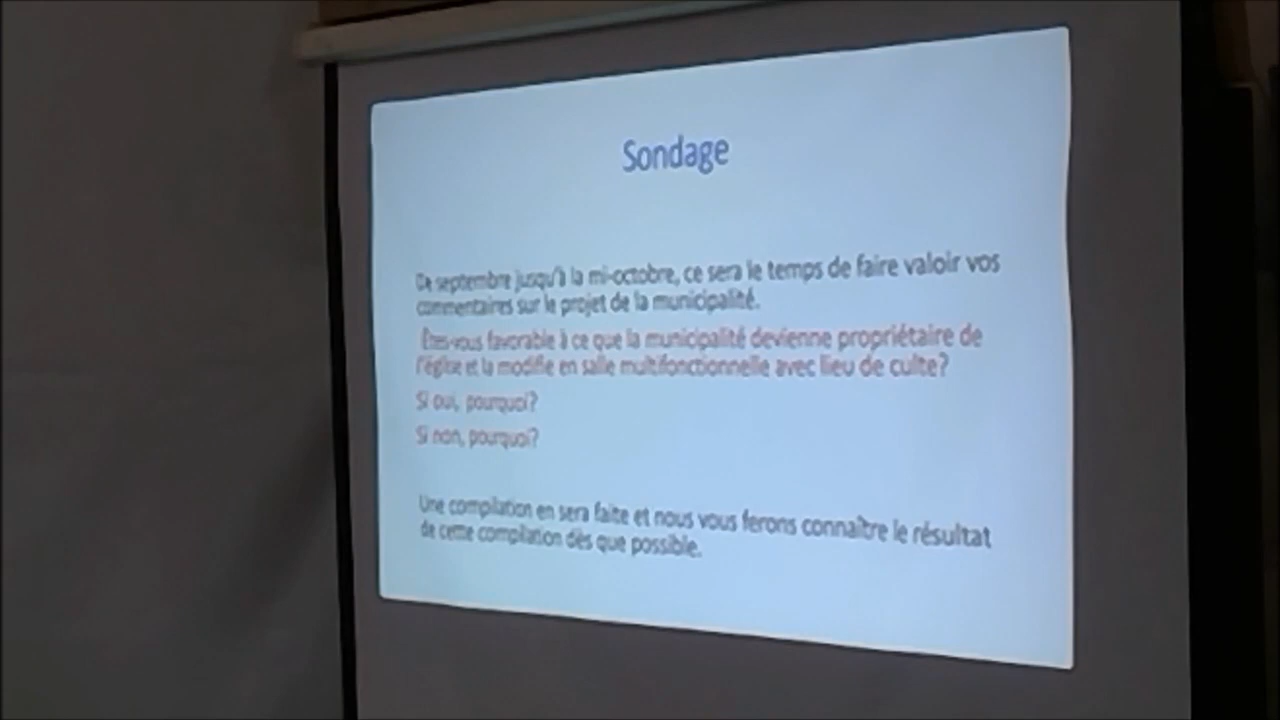 Sondage
De septembre jusqu'à la mi-octobre, ce sera le temps de faire valoir vos
commentaires sur le projet de la municipalité.
Êtes-vous favorable à ce que la municipalité devienne propriétaire de
l'église et la modifie en salle multifonctionnelle avec lieu de culte?
Si oui, pourquoi?
Si non, pourquoi?
Une compilation en sera faite et nous vous ferons connaître le résultat
de cette compilation dès que possible.